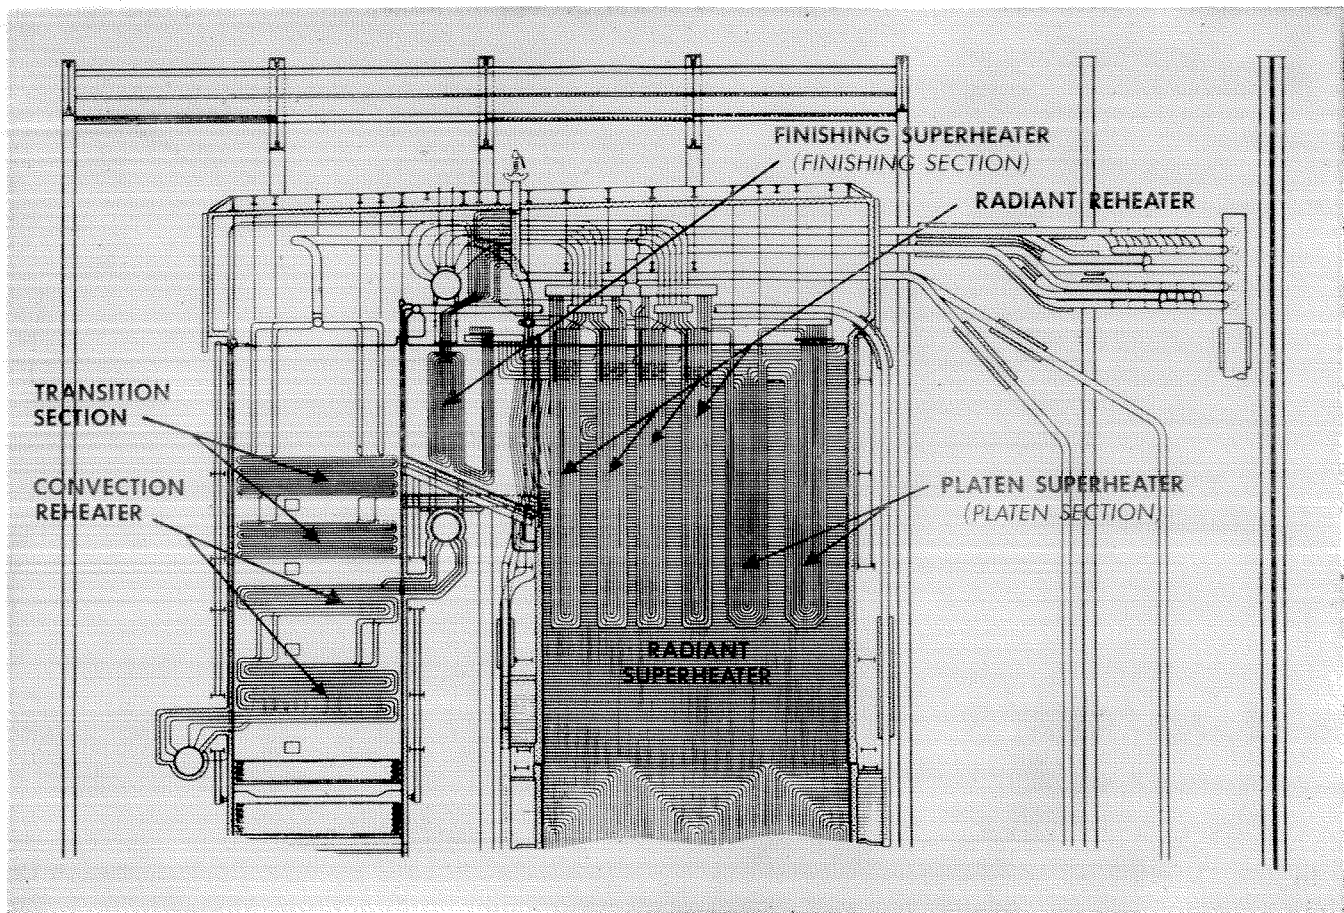 FINISHING SUPERHEATER
(FINISHING SECTION)
RADIANT REHEATER
TRANSITION
SECTION
CONVECTION
REHEATER
PLATEN SUPERHEATER
(PLATEN SECTION)
RADIANT
SUPERHEATER